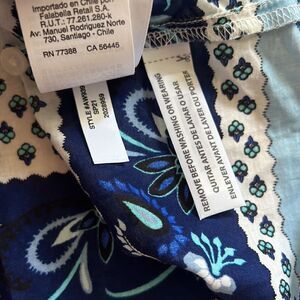 Importado en Chile por
Falabella Retail S.A.
R.U.T : 77.261.280-K
Av: Manuel Rodriguez Norte
730, Santiago - Chile
RN 77388 CA 56445
REMOVE BEFORE WASHING OR WEARING
QUITAR ANTES DE LAVAR O USAR
ENLEVER AVANT DE LAVER OU PORTER